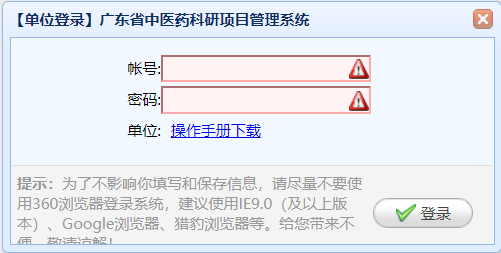 【单位登录】广东省中医药科研项目管理系统
帐号:
密码:
单位: 操作手册下载
提示：为了不影响你填写和保存信息，请尽量不要使
用360浏览器登录系统，建议使用IE9.0（及以上版
本）、Google浏览器、猎豹浏览器等。给您带来不
便，敬请谅解！
登录